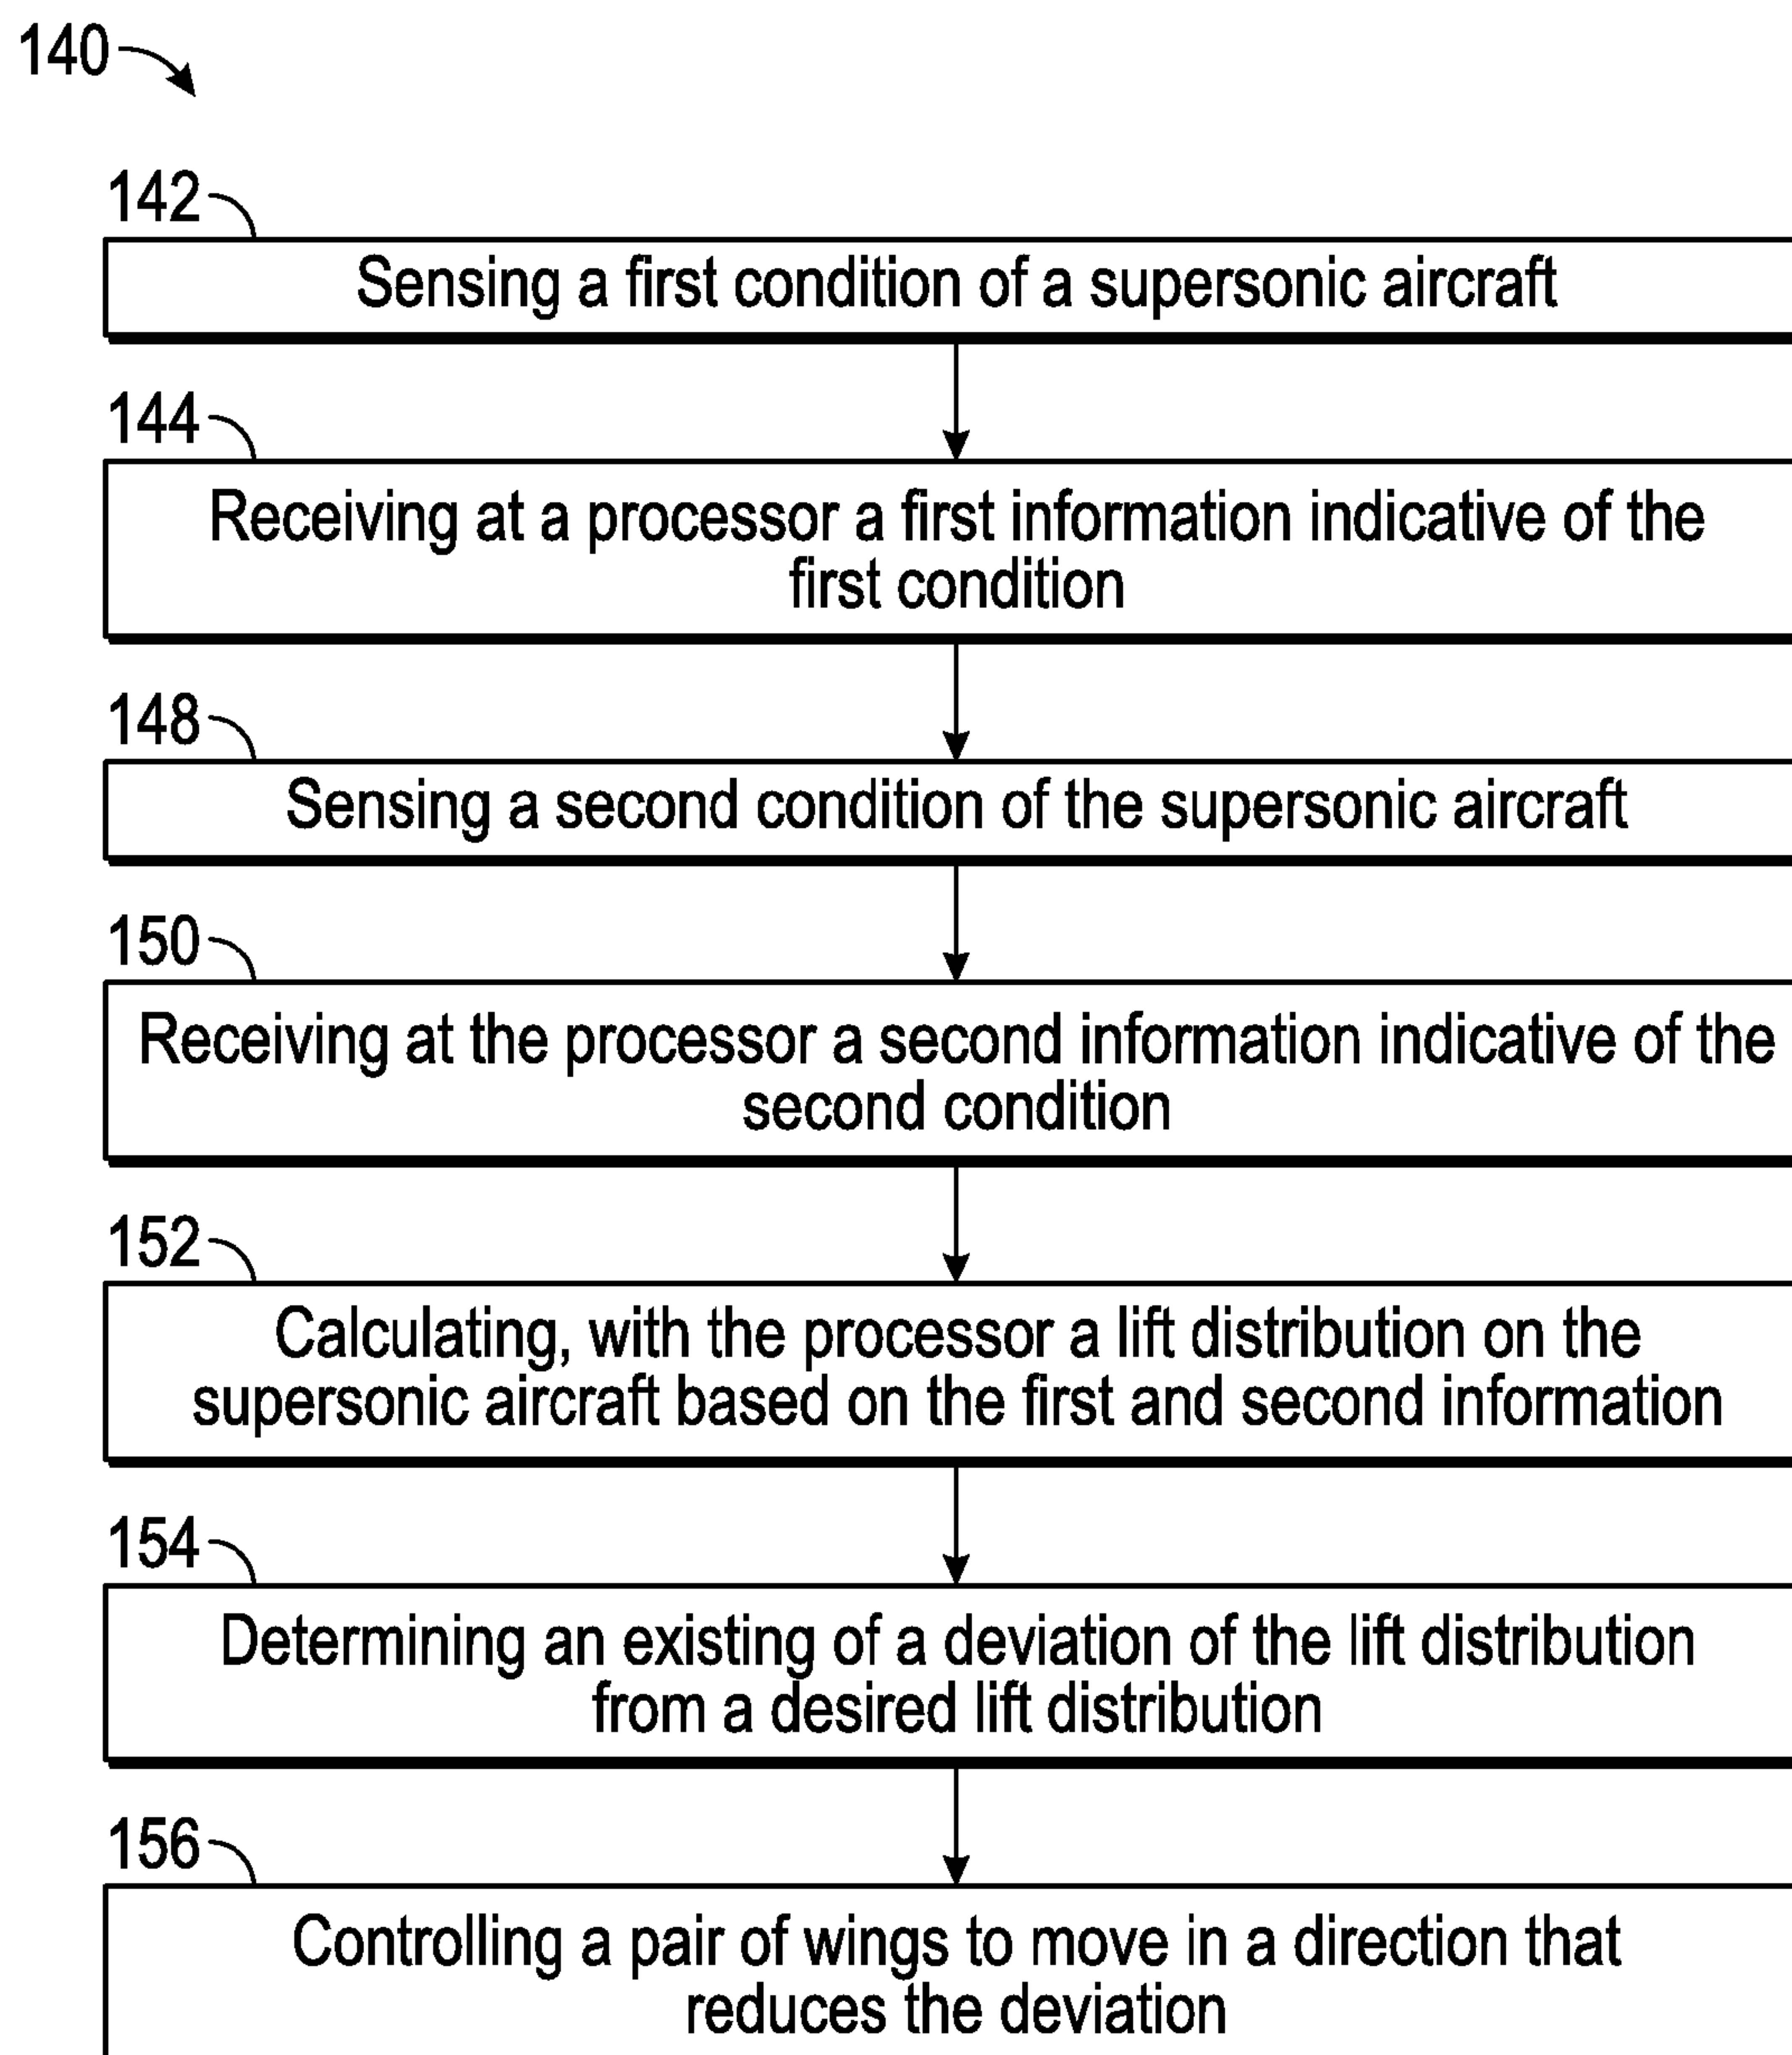 140
142
Sensing a first condition of a supersonic aircraft
144
Receiving at a processor a first information indicative of the
first condition
148
Sensing a second condition of the supersonic aircraft
150
Receiving at the processor a second information indicative of the
second condition
152
Calculating, with the processor a lift distribution on the
supersonic aircraft based on the first and second information
154
Determining an existing of a deviation of the lift distribution
from a desired lift distribution
156
Controlling a pair of wings to move in a direction that
reduces the deviation